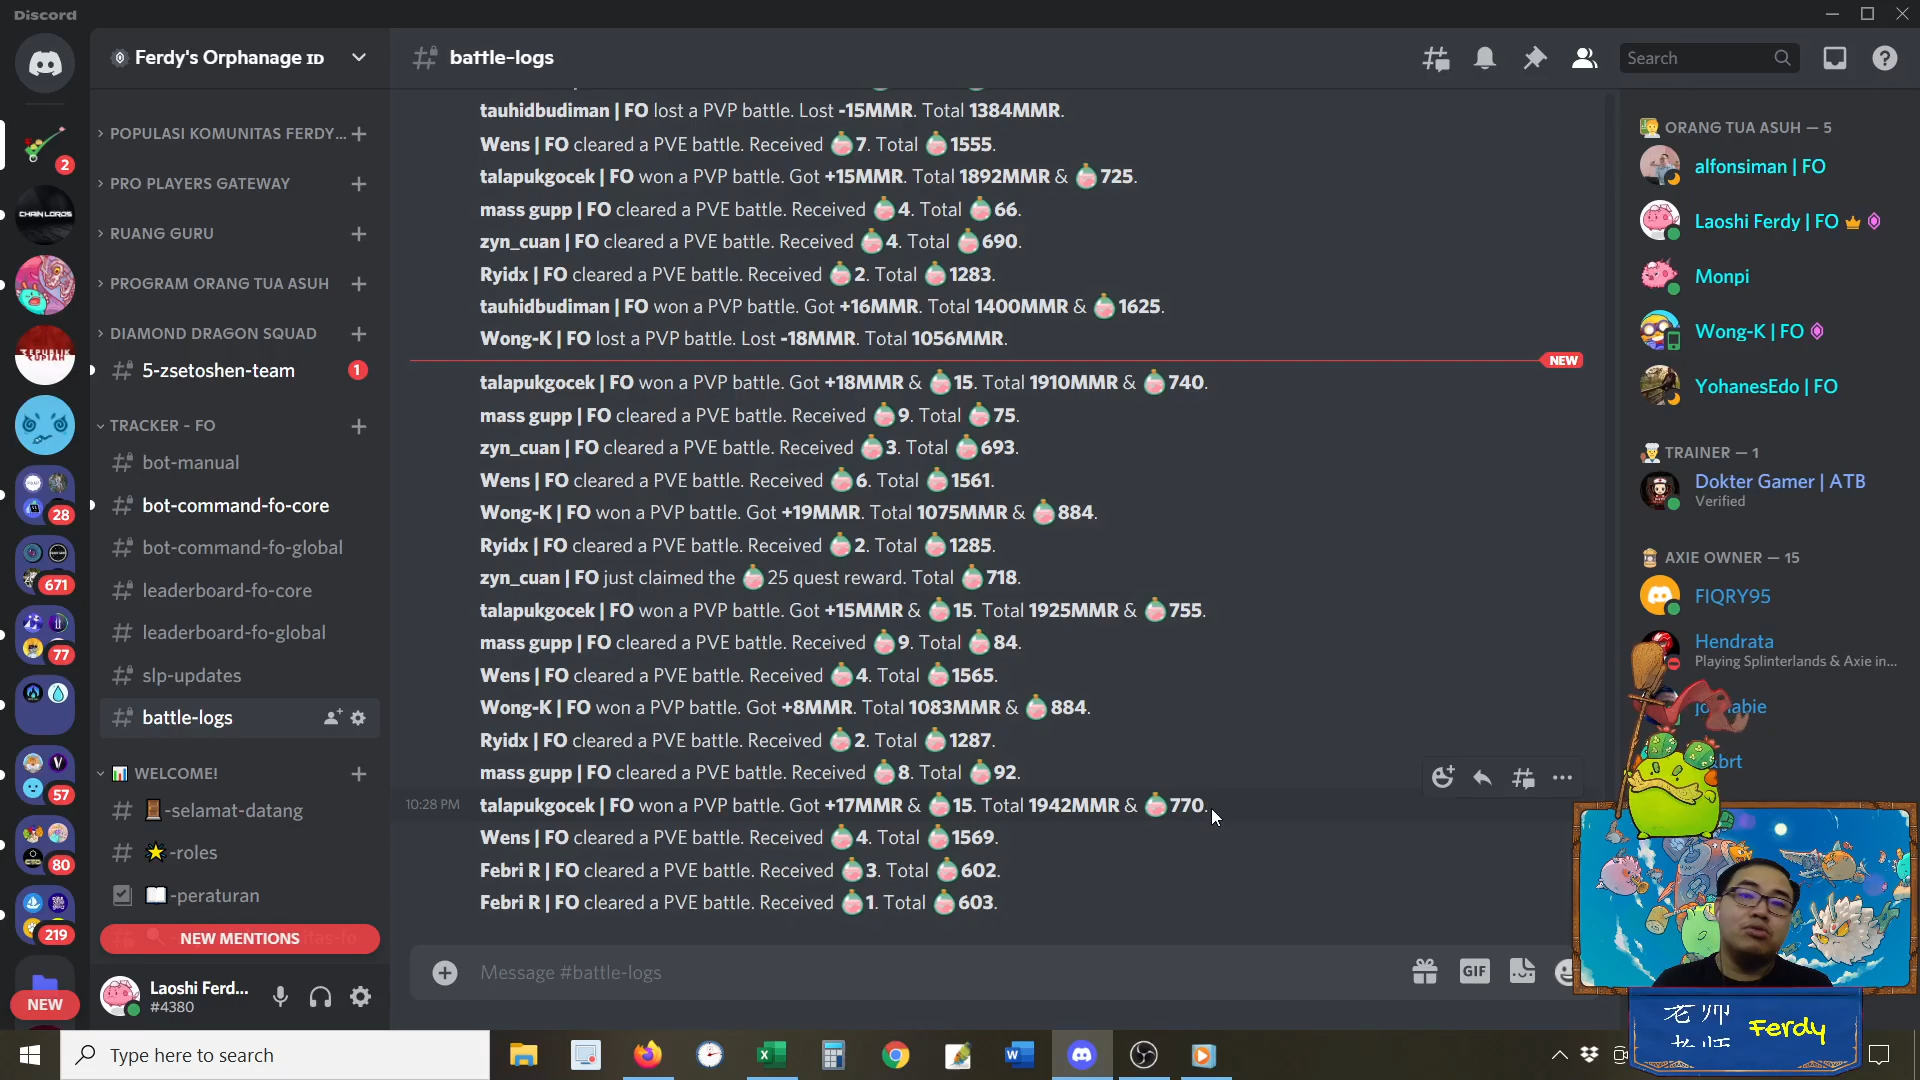 Discord
Ferdy's Orphanage ID
battle-logs
Search
2
CHAIN LORDS
28
671
77
57
80
219
NEW
POPULASI KOMUNITAS FERDY...
PRO PLAYERS GATEWAY
RUANG GURU
PROGRAM ORANG TUA ASUH
DIAMOND DRAGON SQUAD
5-zsetoshen-team
1
TRACKER - FO
bot-manual
bot-command-fo-core
bot-command-fo-global
leaderboard-fo-core
leaderboard-fo-global
slp-updates
battle-logs
WELCOME!
-selamat-datang
-roles
-peraturan
NEW MENTIONS
Laoshi Ferd...
#4380
tauhidbudiman | FO lost a PVP battle. Lost -15MMR. Total 1384MMR.
Wens | FO cleared a PVE battle. Received 7. Total 1555.
talapukgocek | FO won a PVP battle. Got +15MMR. Total 1892MMR & 725.
mass gupp | FO cleared a PVE battle. Received 4. Total 66.
zyn_cuan | FO cleared a PVE battle. Received 4. Total 690.
Ryidx | FO cleared a PVE battle. Received 2. Total 1283.
tauhidbudiman | FO won a PVP battle. Got +16MMR. Total 1400MMR & 1625.
Wong-K | FO lost a PVP battle. Lost -18MMR. Total 1056MMR.
NEW
talapukgocek | FO won a PVP battle. Got +18MMR & 15. Total 1910MMR & 740.
mass gupp | FO cleared a PVE battle. Received 9. Total 75.
zyn_cuan | FO cleared a PVE battle. Received 3. Total 693.
Wens | FO cleared a PVE battle. Received 6. Total 1561.
Wong-K | FO won a PVP battle. Got +19MMR. Total 1075MMR & 884.
Ryidx | FO cleared a PVE battle. Received 2. Total 1285.
zyn_cuan | FO just claimed the 25 quest reward. Total 718.
talapukgocek | FO won a PVP battle. Got +15MMR & 15. Total 1925MMR & 755.
mass gupp | FO cleared a PVE battle. Received 9. Total 84.
Wens | FO cleared a PVE battle. Received 4. Total 1565.
Wong-K | FO won a PVP battle. Got +8MMR. Total 1083MMR & 884.
Ryidx | FO cleared a PVE battle. Received 2. Total 1287.
mass gupp | FO cleared a PVE battle. Received 8. Total 92.
10:28 PM talapukgocek | FO won a PVP battle. Got +17MMR & 15. Total 1942MMR & 770.
Wens | FO cleared a PVE battle. Received 4. Total 1569.
Febri R | FO cleared a PVE battle. Received 3. Total 602.
Febri R | FO cleared a PVE battle. Received 1. Total 603.
Message #battle-logs
GIF
ORANG TUA ASUH — 5
alfonsiman | FO
Laoshi Ferdy | FO
Monpi
Wong-K | FO
YohanesEdo | FO
TRAINER — 1
Dokter Gamer | ATB
Verified
AXIE OWNER — 15
FIQRY95
Hendrata
Playing Splinterlands & Axie in...
老师
Ferdy
Type here to search